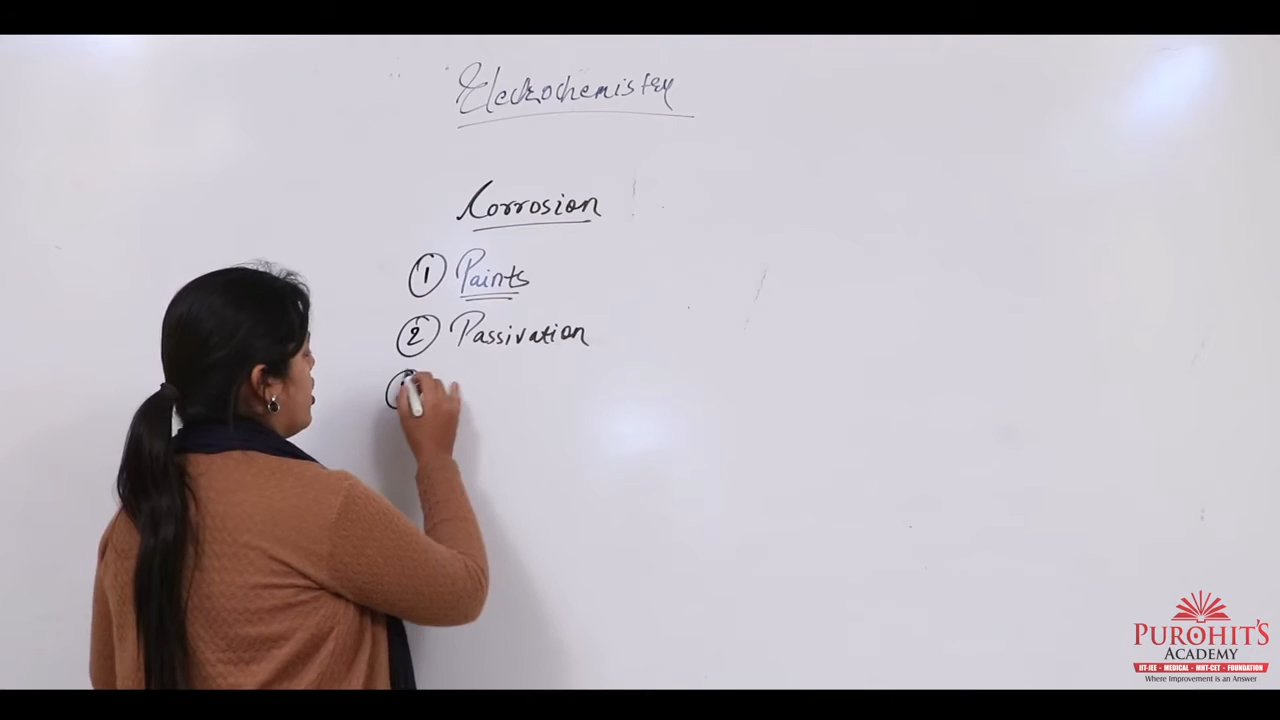 Electrochemistry
Corrosion
1 Paints
2 Passivation
PUROHIT'S
ACADEMY
IIT-JEE • MEDICAL • MHT-CET • FOUNDATION
Where Improvement is an Answer